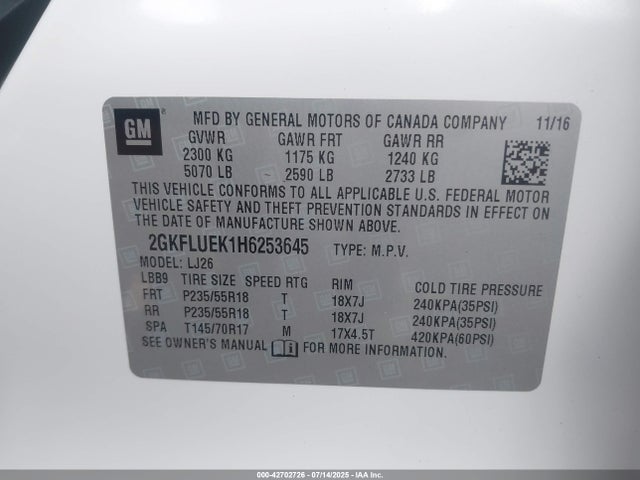 GM
MFD BY GENERAL MOTORS OF CANADA COMPANY 11/16
GVWR GAWR FRT GAWR RR
2300 KG 1175 KG 1240 KG
5070 LB 2590 LB 2733 LB
THIS VEHICLE CONFORMS TO ALL APPLICABLE U.S. FEDERAL MOTOR
VEHICLE SAFETY AND THEFT PREVENTION STANDARDS IN EFFECT ON
THE DATE OF MANUFACTURE SHOWN ABOVE.
2GKFLUEK1H6253645 TYPE: M.P.V.
MODEL: LJ26
LBB9 TIRE SIZE SPEED RTG RIM COLD TIRE PRESSURE
FRT P235/55R18 T 18X7J 240KPA(35PSI)
RR P235/55R18 T 18X7J 240KPA(35PSI)
SPA T145/70R17 M 17X4.5T 420KPA(60PSI)
SEE OWNER'S MANUAL FOR MORE INFORMATION.
000-42702726 - 07/14/2025 - IAA Inc.